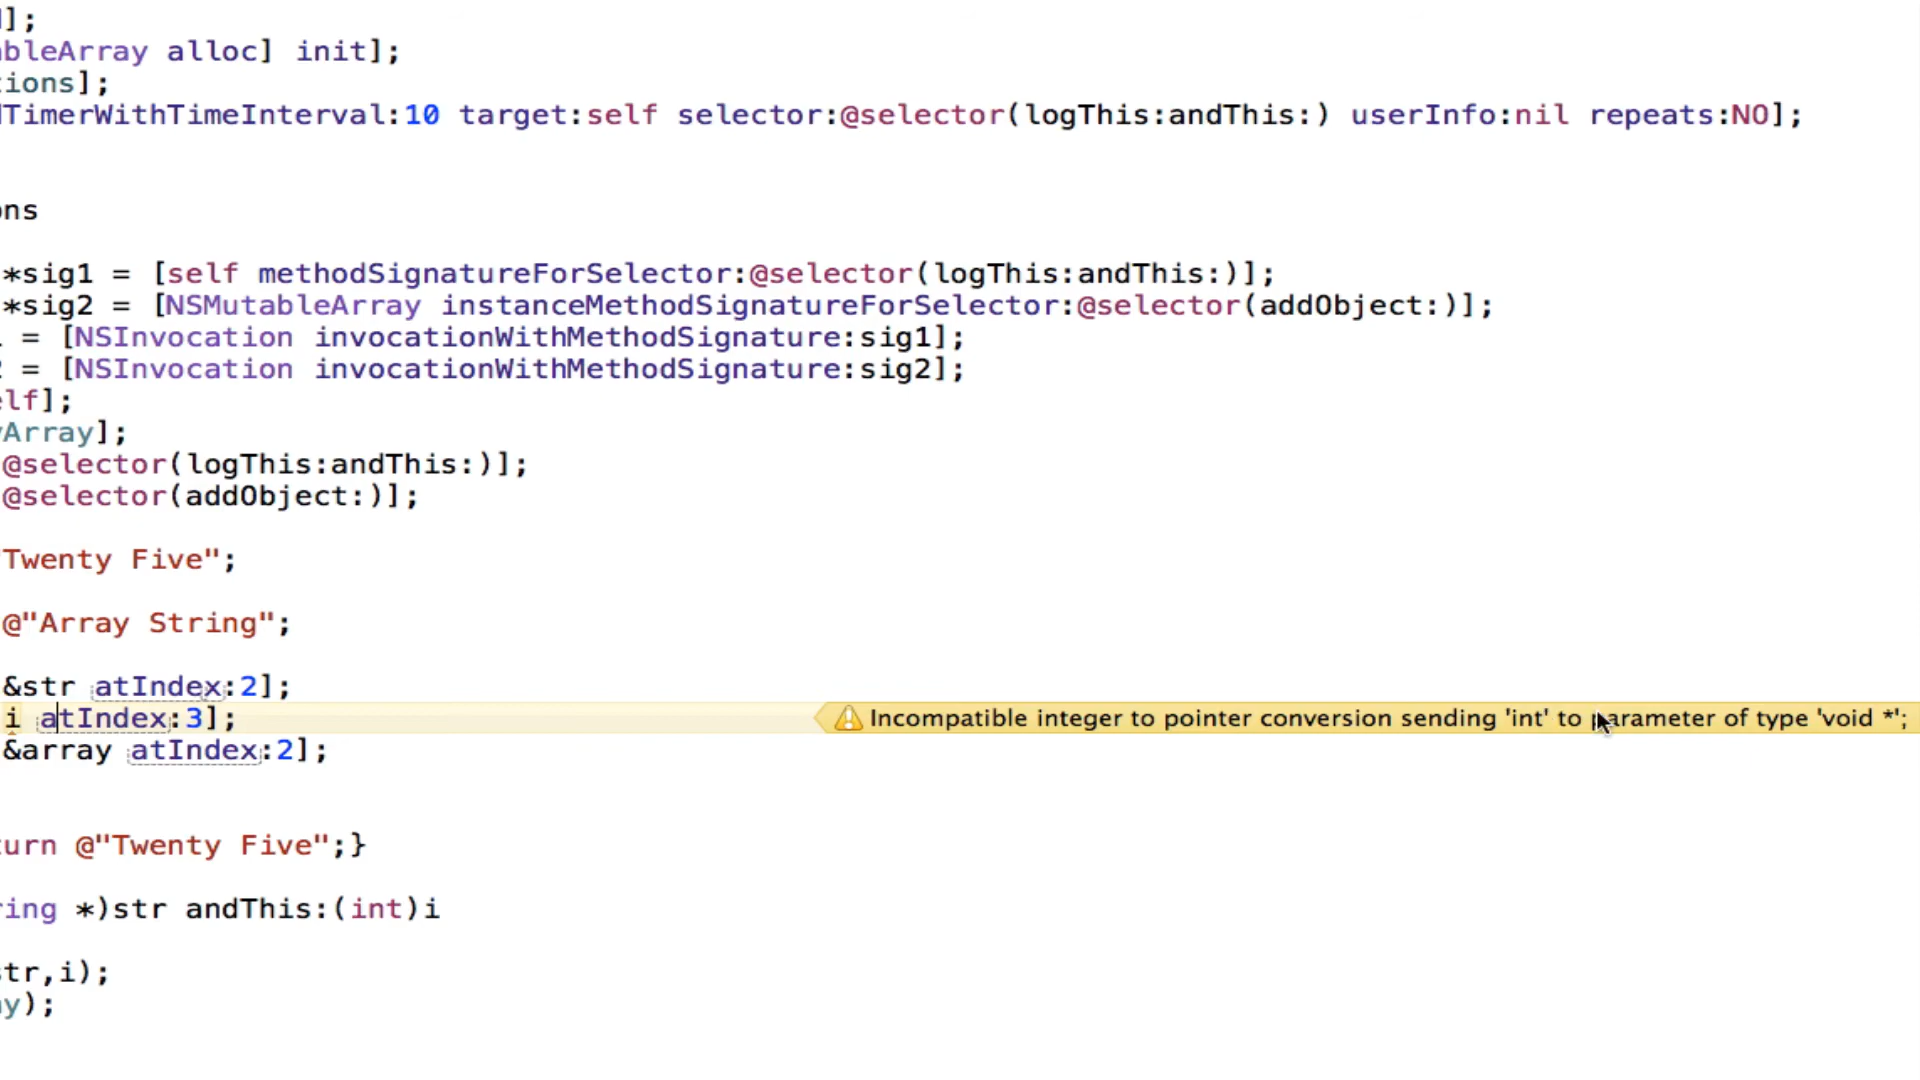 ];
bleArray alloc] init];
ions];
TimerWithTimeInterval:10 target:self selector:@selector(logThis:andThis:) userInfo:nil repeats:NO];
ns
*sig1 = [self methodSignatureForSelector:@selector(logThis:andThis:)];
*sig2 = [NSMutableArray instanceMethodSignatureForSelector:@selector(addObject:)];
= [NSInvocation invocationWithMethodSignature:sig1];
= [NSInvocation invocationWithMethodSignature:sig2];
lf];
Array];
@selector(logThis:andThis:)];
@selector(addObject:)];
Twenty Five";
@"Array String";
&str atIndex:2];
i atIndex:3]; Incompatible integer to pointer conversion sending 'int' to parameter of type 'void *';
&array atIndex:2];
urn @"Twenty Five";}
ing *)str andThis:(int)i
tr,i);
y);